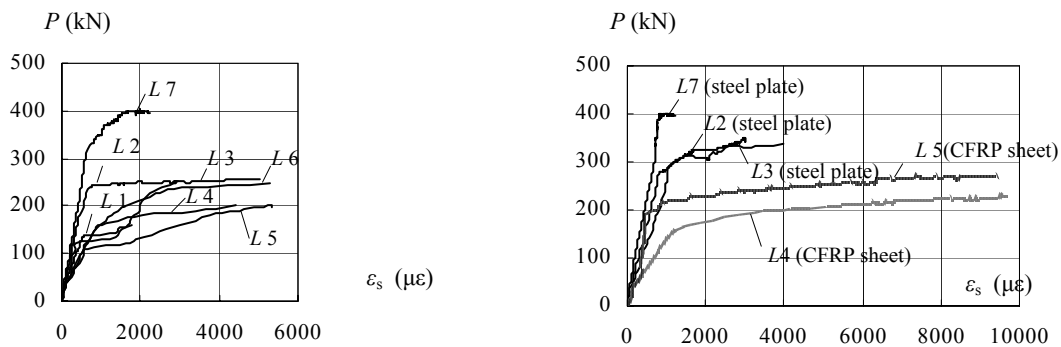 P (kN)
500
400
300
200
100
0
0 2000 4000 6000
L 7
L 2
L 3
L 6
L 1
L 4
L 5
εs (με)
P (kN)
500
400
300
200
100
0
0 2000 4000 6000 8000 10000
L7 (steel plate)
L2 (steel plate)
L 5(CFRP sheet)
L3 (steel plate)
L4 (CFRP sheet)
εs (με)